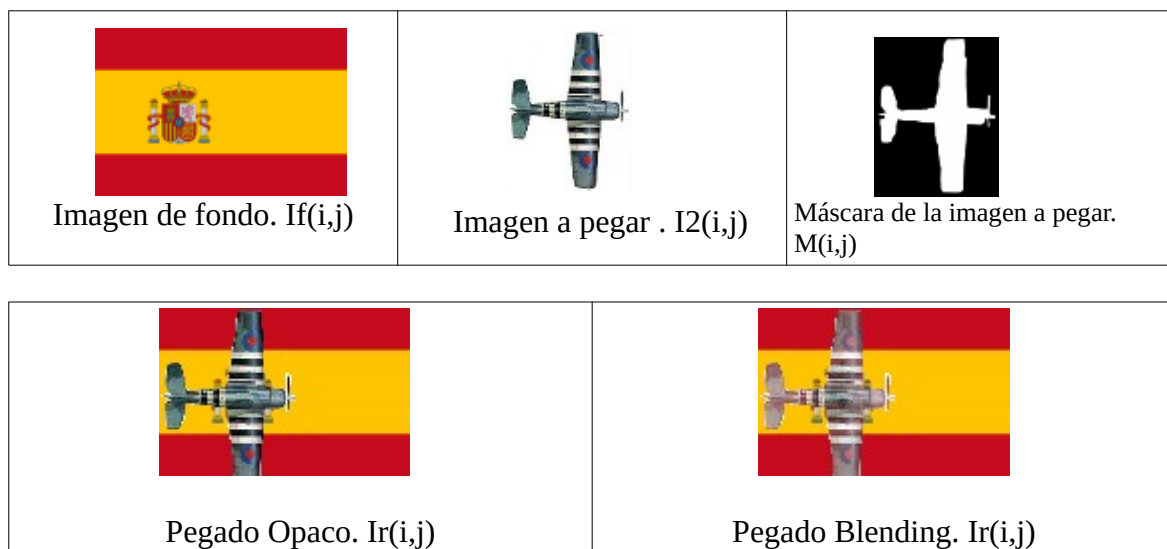 Imagen de fondo. If(i,j)
Imagen a pegar . I2(i,j)
Máscara de la imagen a pegar.
M(i,j)
Pegado Opaco. Ir(i,j)
Pegado Blending. Ir(i,j)